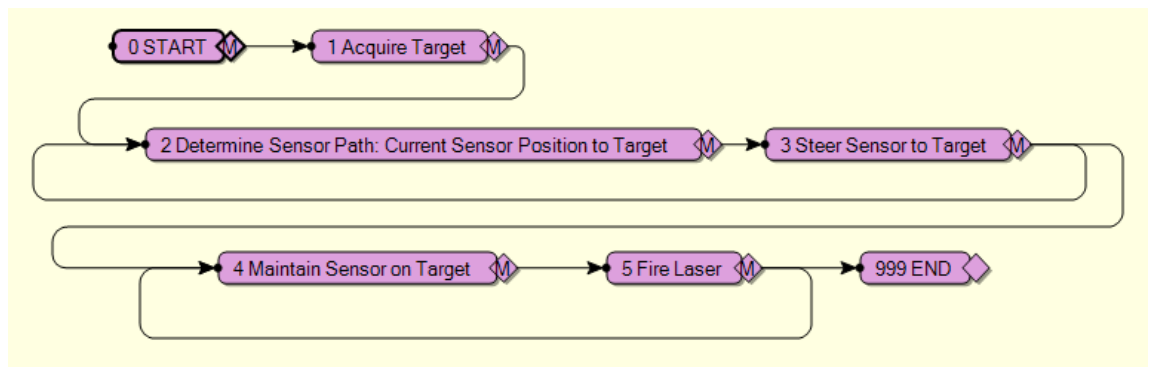 0 START M 1 Acquire Target M
2 Determine Sensor Path: Current Sensor Position to Target M 3 Steer Sensor to Target M
4 Maintain Sensor on Target M 5 Fire Laser M 999 END